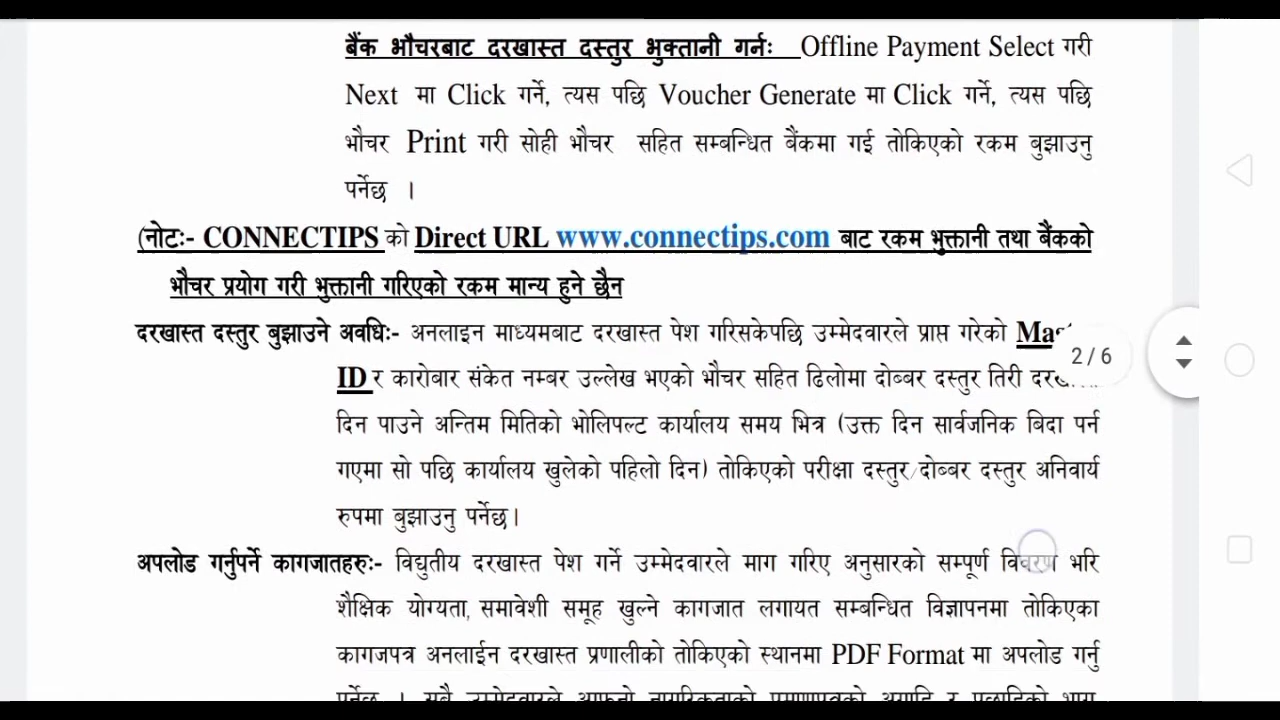 बैंक भौचरबाट दरखास्त दस्तुर भुक्तानी गर्नः Offline Payment Select गरी
Next मा Click गर्ने, त्यस पछि Voucher Generate मा Click गर्ने, त्यस पछि
भौचर Print गरी सोही भौचर सहित सम्बन्धित बैंकमा गई तोकिएको रकम बुझाउनु
पर्नेछ ।
(नोटः- CONNECTIPS को Direct URL www.connectips.com बाट रकम भुक्तानी तथा बैंकको
भौचर प्रयोग गरी भुक्तानी गरिएको रकम मान्य हुने छैन
दरखास्त दस्तुर बुझाउने अवधिः- अनलाइन माध्यमबाट दरखास्त पेश गरिसकेपछि उम्मेदवारले प्राप्त गरेको
2 / 6
ID र कारोबार संकेत नम्बर उल्लेख भएको भौचर सहित ढिलोमा दोब्बर दस्तुर तिरी
दिन पाउने अन्तिम मितिको भोलिपल्ट कार्यालय समय भित्र (उक्त दिन सार्वजनिक बिदा पर्न
गएमा सो पछि कार्यालय खुलेको पहिलो दिन) तोकिएको परीक्षा दस्तुर/दोब्बर दस्तुर अनिवार्य
रुपमा बुझाउनु पर्नेछ।
अपलोड गर्नुपर्ने कागजातहरुः- विद्युतीय दरखास्त पेश गर्ने उम्मेदवारले माग गरिए अनुसारको सम्पूर्ण विवरण भरि
शैक्षिक योग्यता, समावेशी समूह खुल्ने कागजात लगायत सम्बन्धित विज्ञापनमा तोकिएका
कागजपत्र अनलाईन दरखास्त प्रणालीको तोकिएको स्थानमा PDF Format मा अपलोड गर्नु